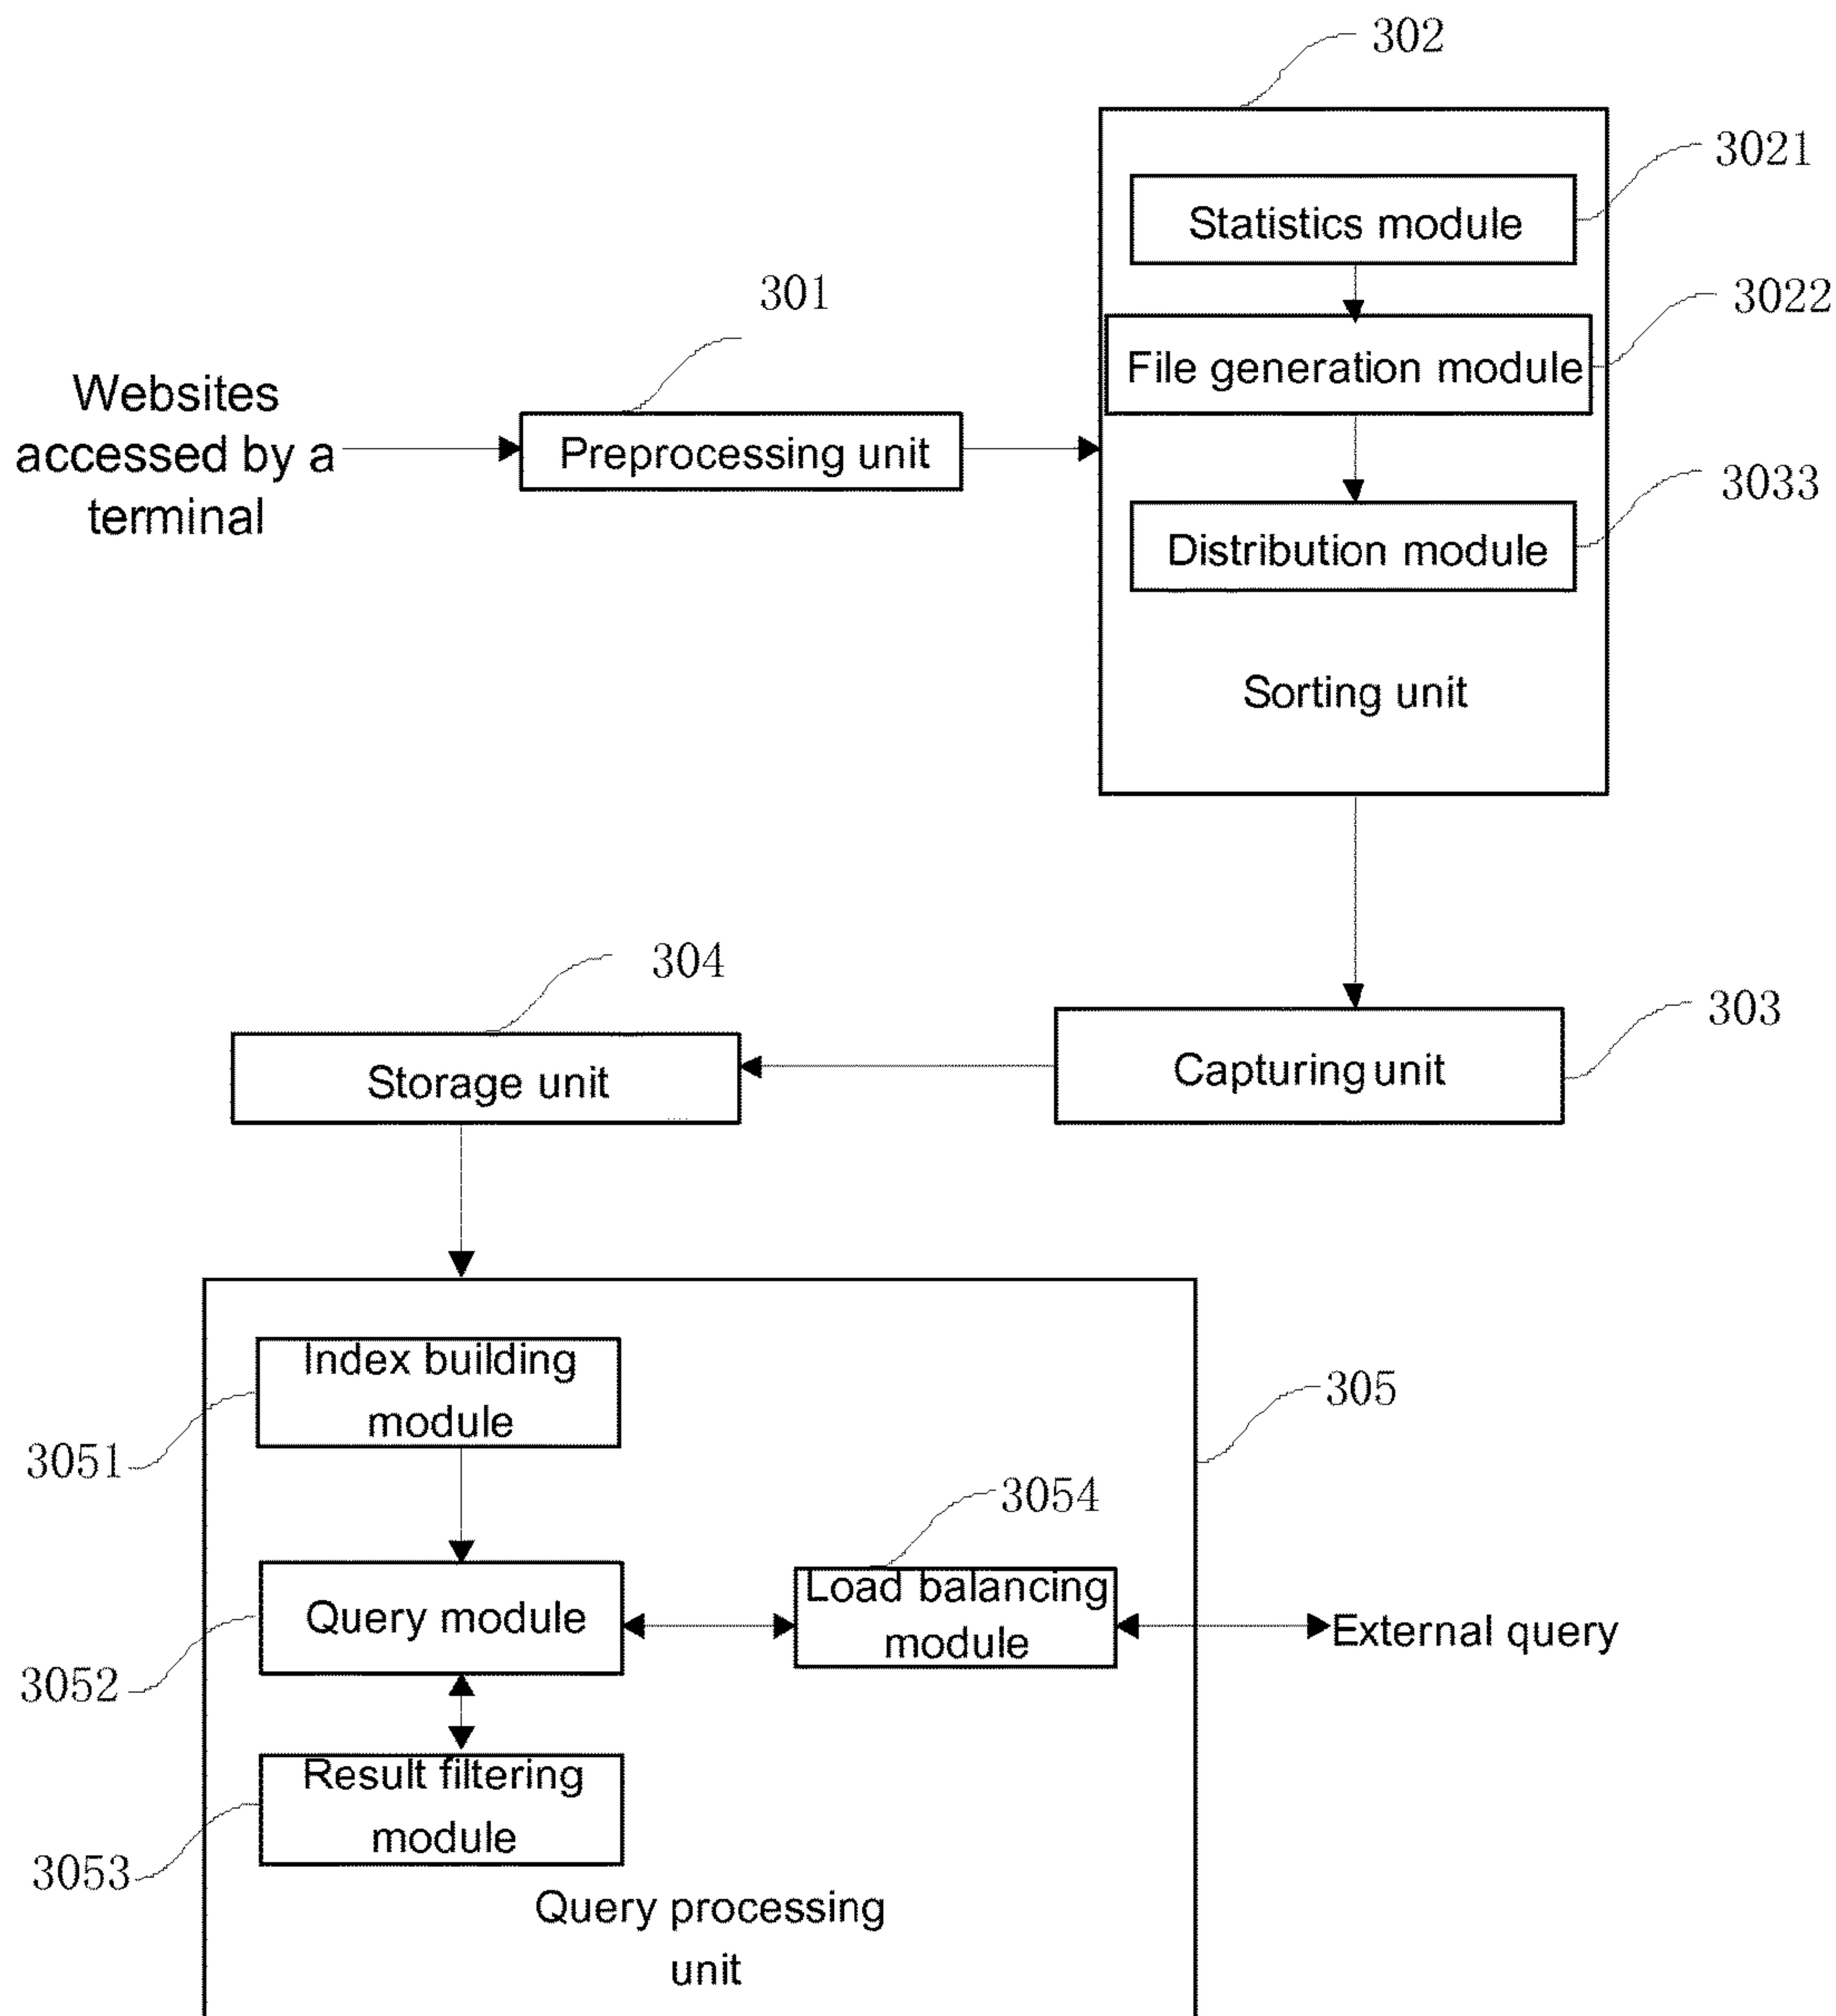 302
3021
Statistics module
301
3022
Websites
accessed by a
terminal
File generation module
Preprocessing unit
3033
Distribution module
Sorting unit
304
303
Storage unit
Capturing unit
Index building
module
305
3051
3054
Query module
Load balancing
module
External query
3052
Result filtering
module
3053
Query processing
unit